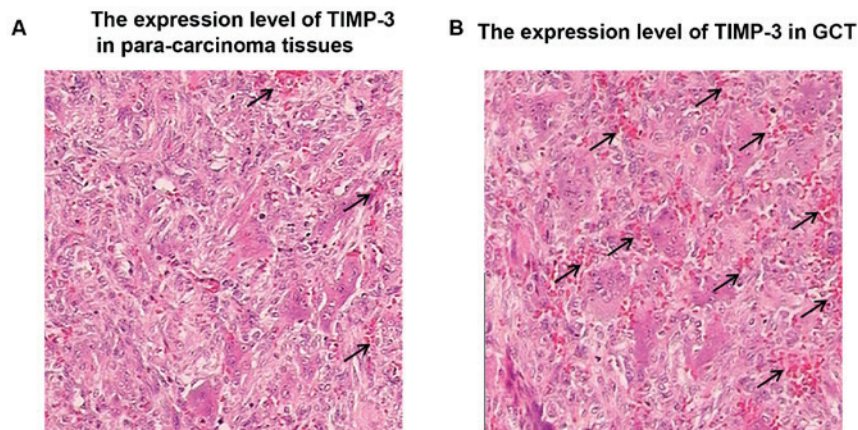 A
The expression level of TIMP-3
in para-carcinoma tissues
B
The expression level of TIMP-3 in GCT